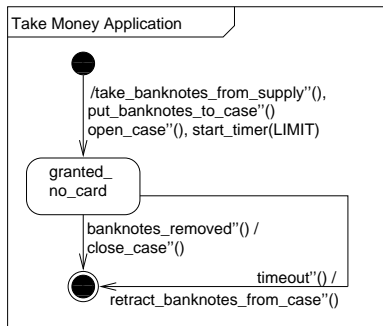 Take Money Application
/take_banknotes_from_supply''(),
put_banknotes_to_case''()
open_case''(), start_timer(LIMIT)
granted_
no_card
banknotes_removed''() /
close_case''()
timeout''() /
retract_banknotes_from_case''()